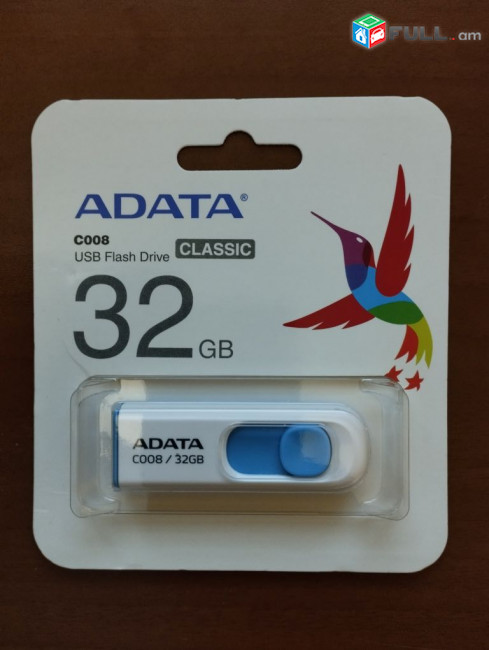 FULL.am
ADATA®
C008
USB Flash Drive CLASSIC
32 GB
ADATA
C008 / 32GB